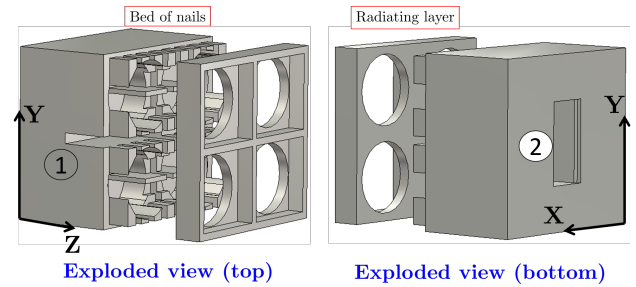 Bed of nails
Radiating layer
Y
1
Z
Y
2
X
Exploded view (top)
Exploded view (bottom)